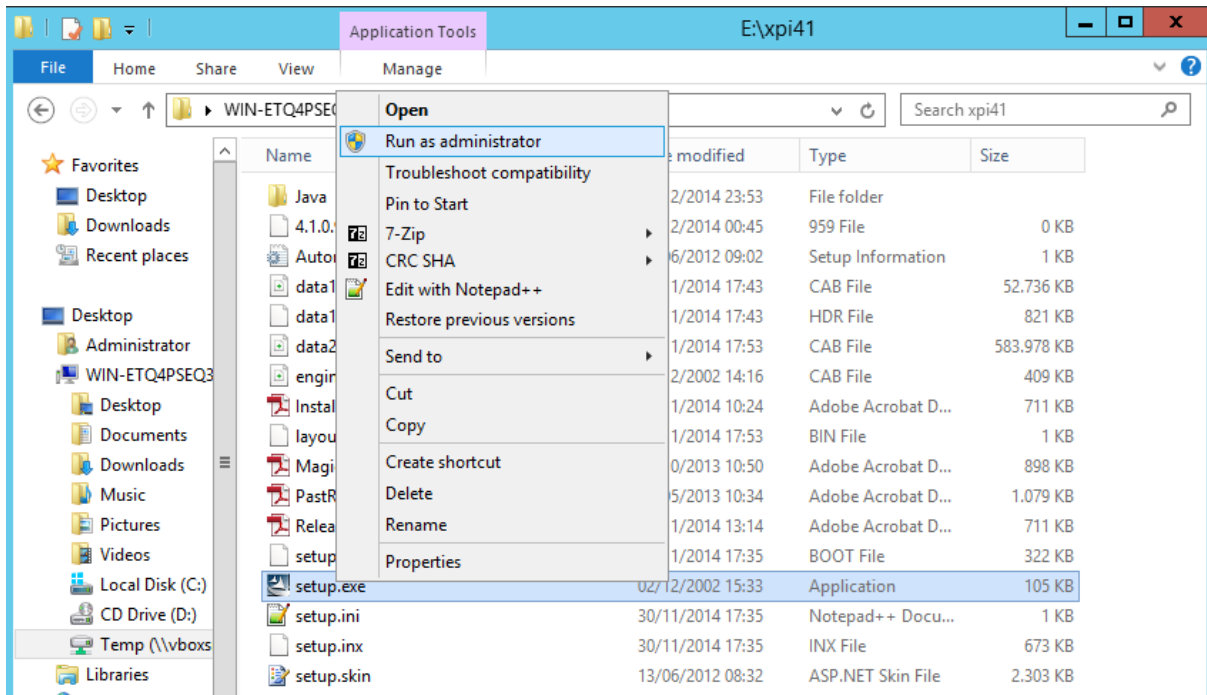 Application Tools
E:\xpi41
File Home Share View Manage
WIN-ETQ4PSEQ
Search xpi41
Open
Run as administrator
Troubleshoot compatibility
Pin to Start
7-Zip
CRC SHA
Edit with Notepad++
Restore previous versions
Send to
Cut
Copy
Create shortcut
Delete
Rename
Properties
Favorites
Desktop
Downloads
Recent places
Desktop
Administrator
WIN-ETQ4PSEQ3
Desktop
Documents
Downloads
Music
Pictures
Videos
Local Disk (C:)
CD Drive (D:)
Temp (\\vboxs
Libraries
Name modified Type Size
Java 2/2014 23:53 File folder
4.1.0. 2/2014 00:45 959 File 0 KB
Auto 6/2012 09:02 Setup Information 1 KB
data1 1/2014 17:43 CAB File 52.736 KB
data1 1/2014 17:43 HDR File 821 KB
data2 1/2014 17:53 CAB File 583.978 KB
engin 2/2002 14:16 CAB File 409 KB
Instal 1/2014 10:24 Adobe Acrobat D... 711 KB
layou 1/2014 17:53 BIN File 1 KB
Magi 0/2013 10:50 Adobe Acrobat D... 898 KB
PastR 5/2013 10:34 Adobe Acrobat D... 1.079 KB
Relea 1/2014 13:14 Adobe Acrobat D... 711 KB
setup 1/2014 17:35 BOOT File 322 KB
setup.exe 02/12/2002 15:33 Application 105 KB
setup.ini 30/11/2014 17:35 Notepad++ Docu... 1 KB
setup.inx 30/11/2014 17:35 INX File 673 KB
setup.skin 13/06/2012 08:32 ASP.NET Skin File 2.303 KB